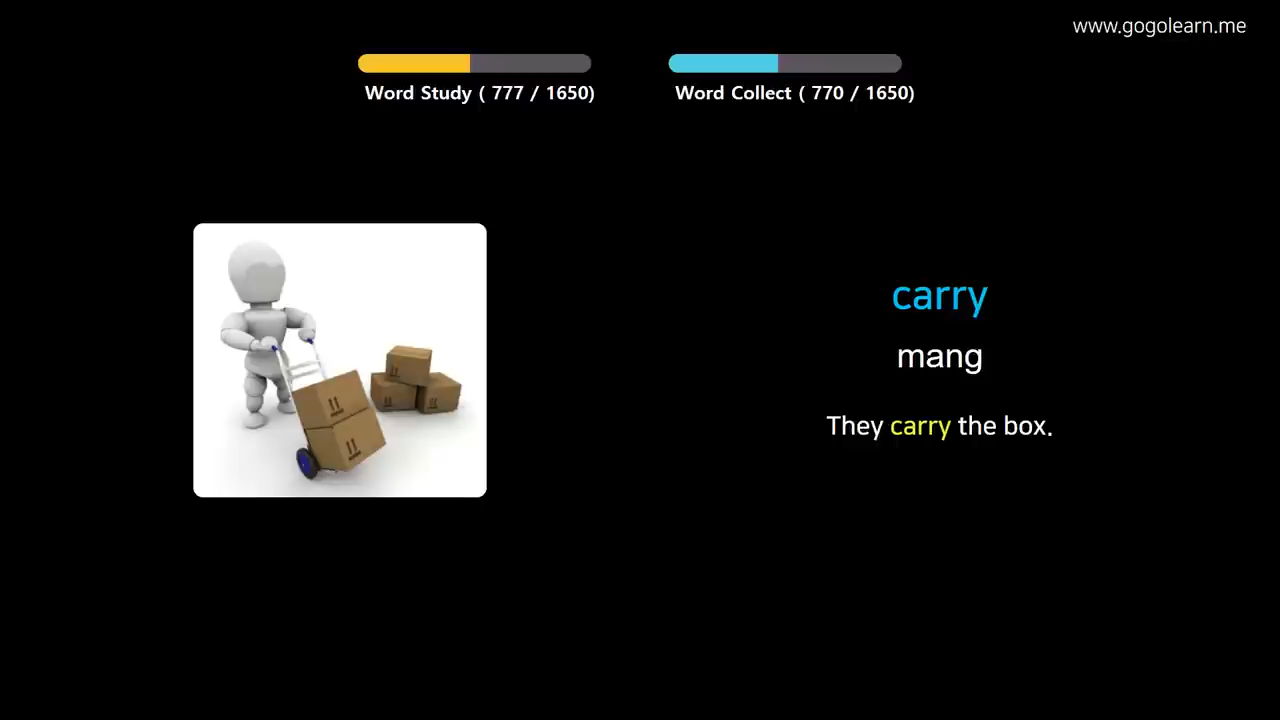 www.gogolearn.me
Word Study ( 777 / 1650)
Word Collect ( 770 / 1650)
carry
mang
They carry the box.